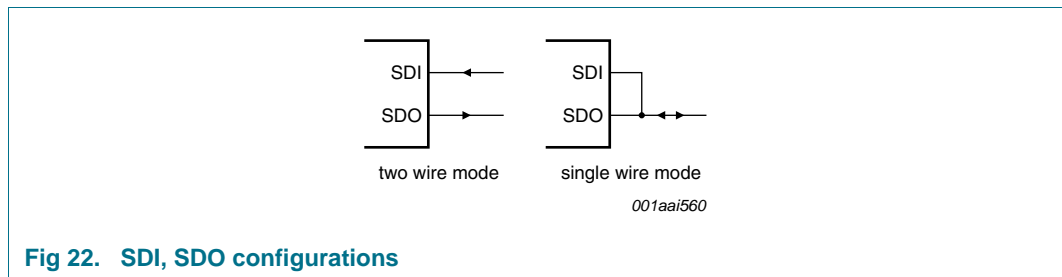 SDI
SDO
two wire mode
SDI
SDO
single wire mode
001aai560
Fig 22. SDI, SDO configurations